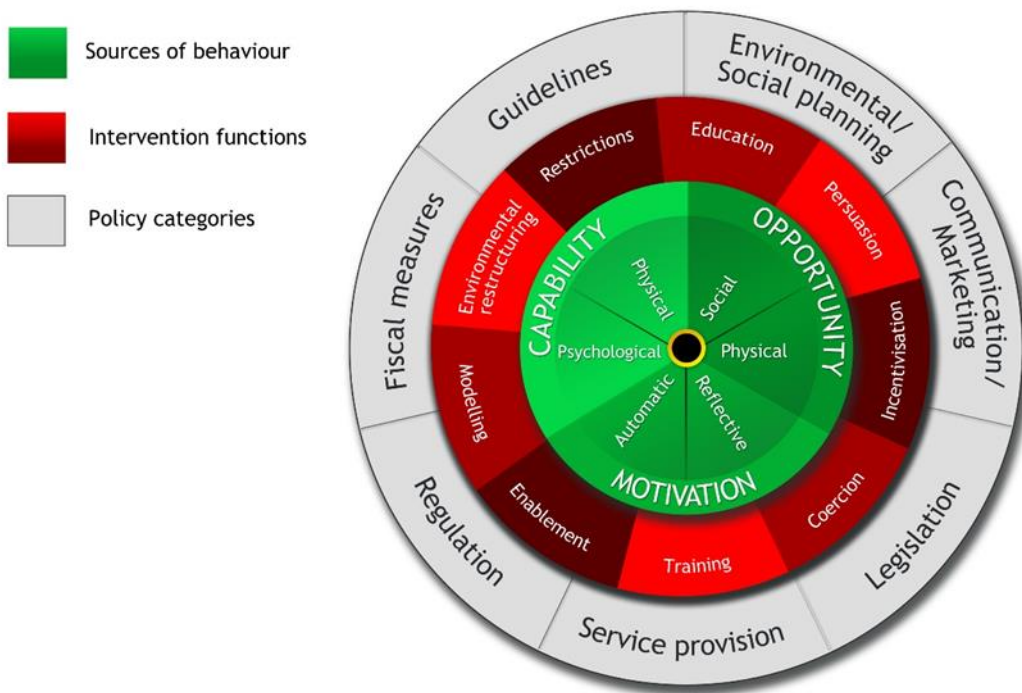 Sources of behaviour
Intervention functions
Policy categories
Guidelines
Environmental/
Social planning
Communication/
Marketing
Legislation
Service provision
Regulation
Fiscal measures
Restrictions
Education
Persuasion
Incentivisation
Coercion
Training
Enablement
Modelling
Environmental
restructuring
CAPABILITY
OPPORTUNITY
MOTIVATION
Physical
Social
Physical
Reflective
Automatic
Psychological